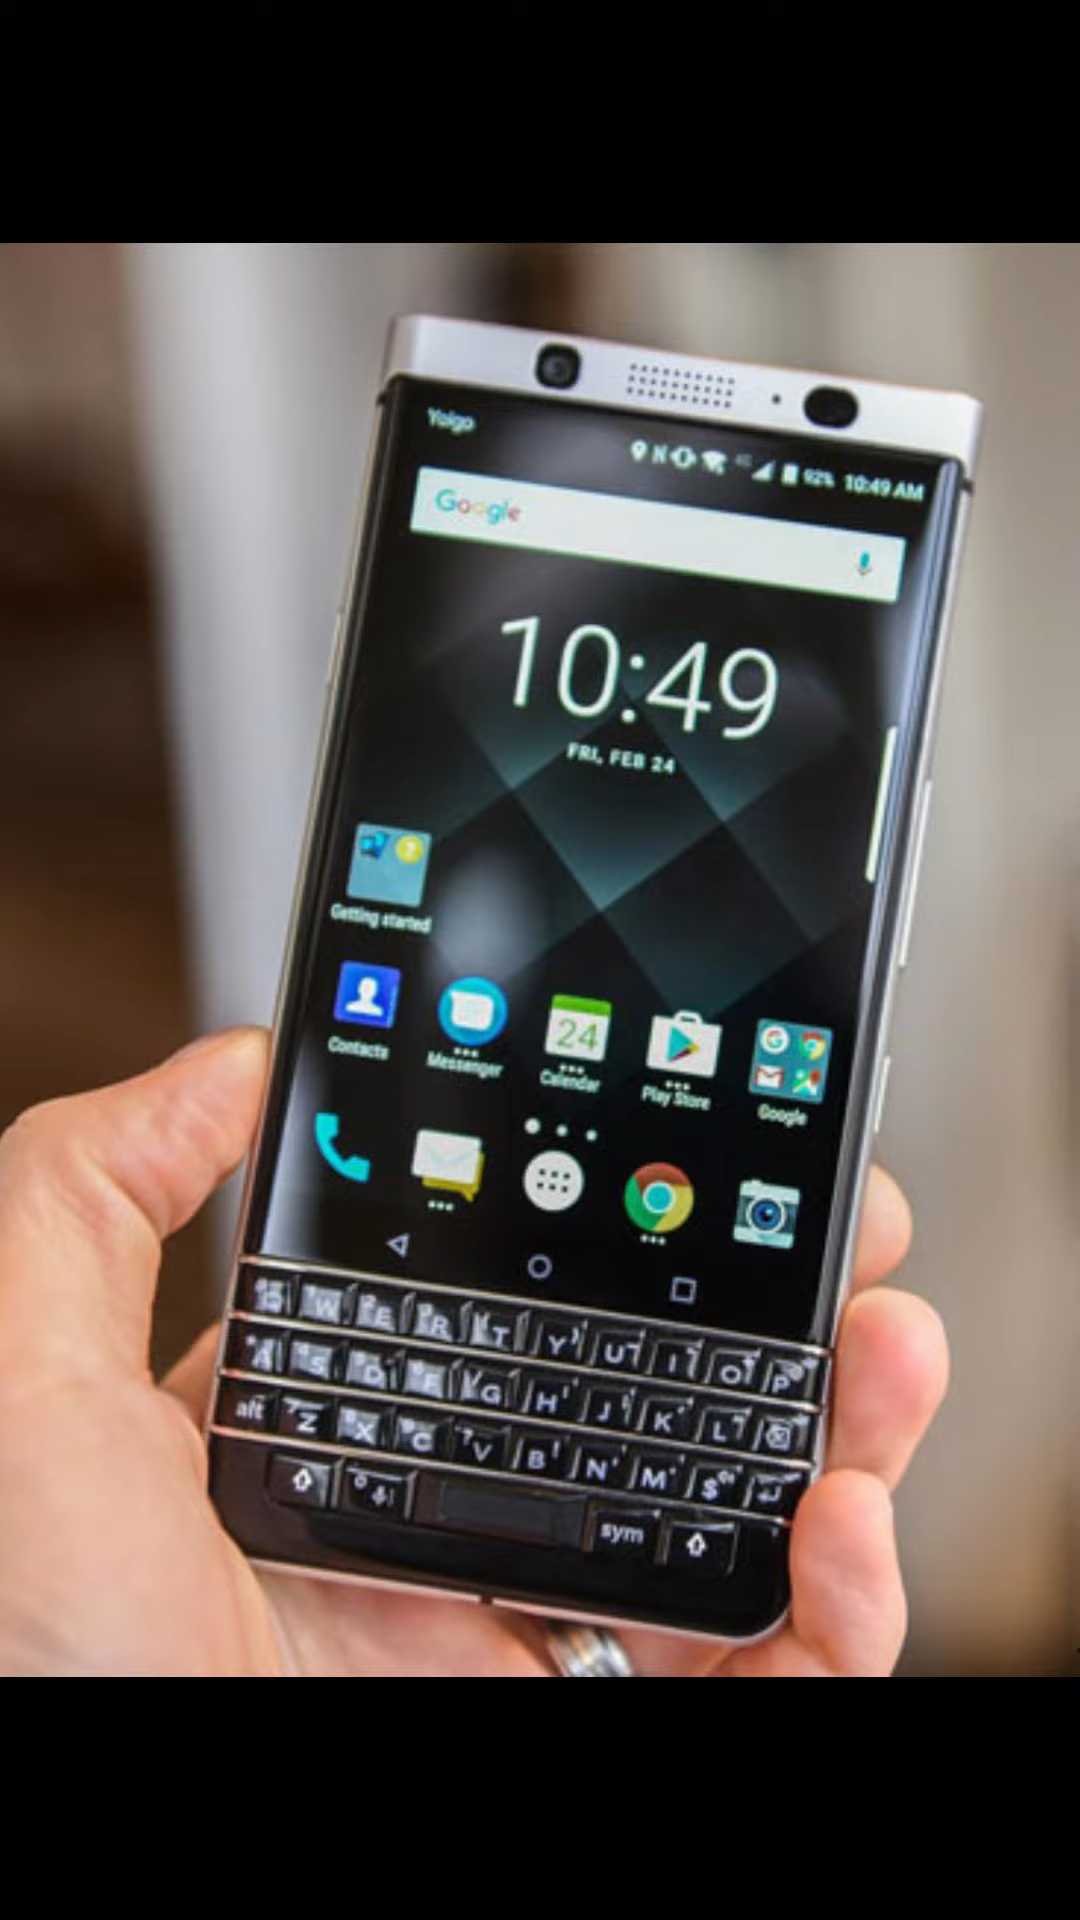 Yoigo
N 4G 92% 10:49 AM
Google
10:49
FRI, FEB 24
?
Getting started
24
G
Contacts
Messenger
Calendar
Play Store
Google
W E R T Y U I O P
A S D F G H J K L
alt Z X C V B N M $
sym